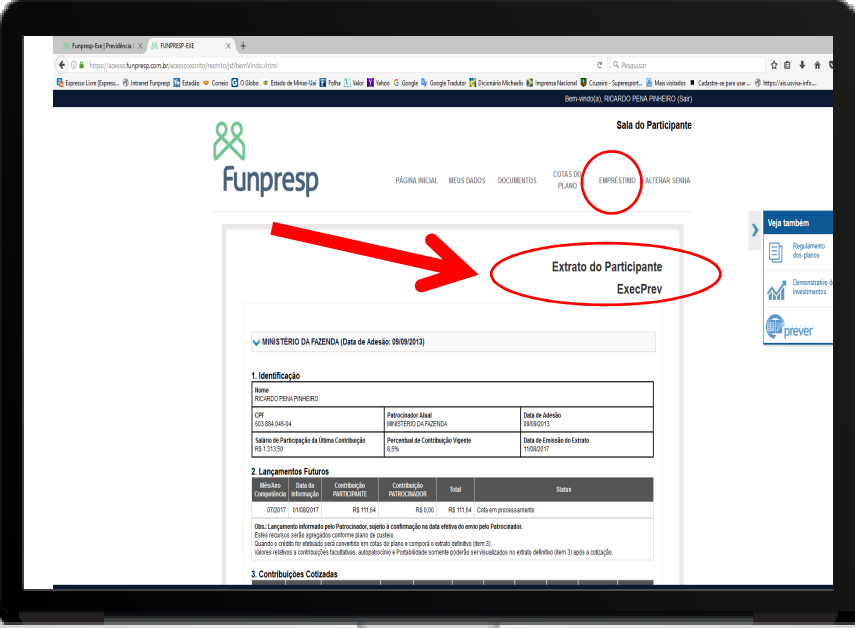 Funpresp-Exe | Previdência
FUNPRESP-EXE
https://acesso.funpresp.com.br/acessorestrito/restrito/jsf/bemVindo.xhtml
Pesquisar
Expresso Livre [Express... Intranet Funpresp Estadão Correio O Globo Estado de Minas-Uai Folha Valor Yahoo Google Google Tradutor Dicionário Michaelis Imprensa Nacional Cruzeiro - Superesport... Mais visitados Cadastre-se para usar ... https://ais.usvisa-info....
Bem-vindo(a), RICARDO PENA PINHEIRO (Sair)
Sala do Participante
Funpresp
PÁGINA INICIAL MEUS DADOS DOCUMENTOS COTAS DO PLANO EMPRÉSTIMO ALTERAR SENHA
Veja também
Regulamento
dos planos
Demonstrativo de
Investimentos
prever
Extrato do Participante
ExecPrev
MINISTÉRIO DA FAZENDA (Data de Adesão: 09/09/2013)
1. Identificação
Nome
RICARDO PENA PINHEIRO
CPF Patrocinador Atual Data de Adesão
603.884.046-04 MINISTÉRIO DA FAZENDA 09/09/2013
Salário de Participação da Última Contribuição Percentual de Contribuição Vigente Data de Emissão do Extrato
R$ 1.313,50 8,5% 11/08/2017
2. Lançamentos Futuros
Mês/Ano Data da Contribuição Contribuição Total Status
Competência Informação PARTICIPANTE PATROCINADOR
07/2017 01/08/2017 R$ 111,64 R$ 0,00 R$ 111,64 Cota em processamento
Obs.: Lançamento informado pelo Patrocinador, sujeito à confirmação na data efetiva do envio pelo Patrocinador.
Estes recursos serão agregados conforme plano de custeio.
Quando o crédito for efetivado será convertido em cotas do plano e comporá o extrato definitivo (item 3).
Valores relativos a contribuições facultativas, autopatrocínio e Portabilidade somente poderão ser visualizados no extrato definitivo (item 3) após a cotização.
3. Contribuições Cotizadas